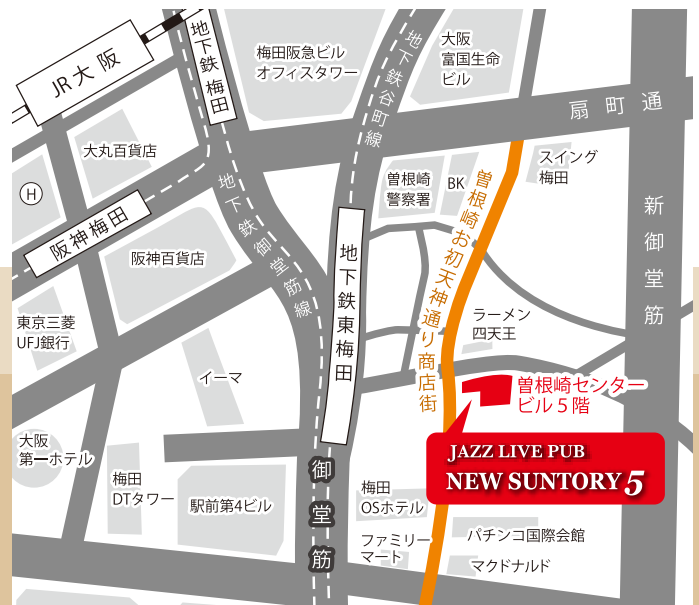 JR大阪
地下鉄梅田
梅田阪急ビル
オフィスタワー
地下鉄谷町線
大阪
富国生命
ビル
扇町通
大丸百貨店
H
阪神梅田
阪神百貨店
地下鉄御堂筋線
曽根崎
警察署
BK
スイング
梅田
新御堂筋
曽根崎お初天神通り商店街
地下鉄東梅田
東京三菱
UFJ銀行
イーマ
ラーメン
四天王
曽根崎センター
ビル5階
JAZZ LIVE PUB
NEW SUNTORY 5
大阪
第一ホテル
梅田
DTタワー
駅前第4ビル
御堂筋
梅田
OSホテル
ファミリー
マート
パチンコ国際会館
マクドナルド